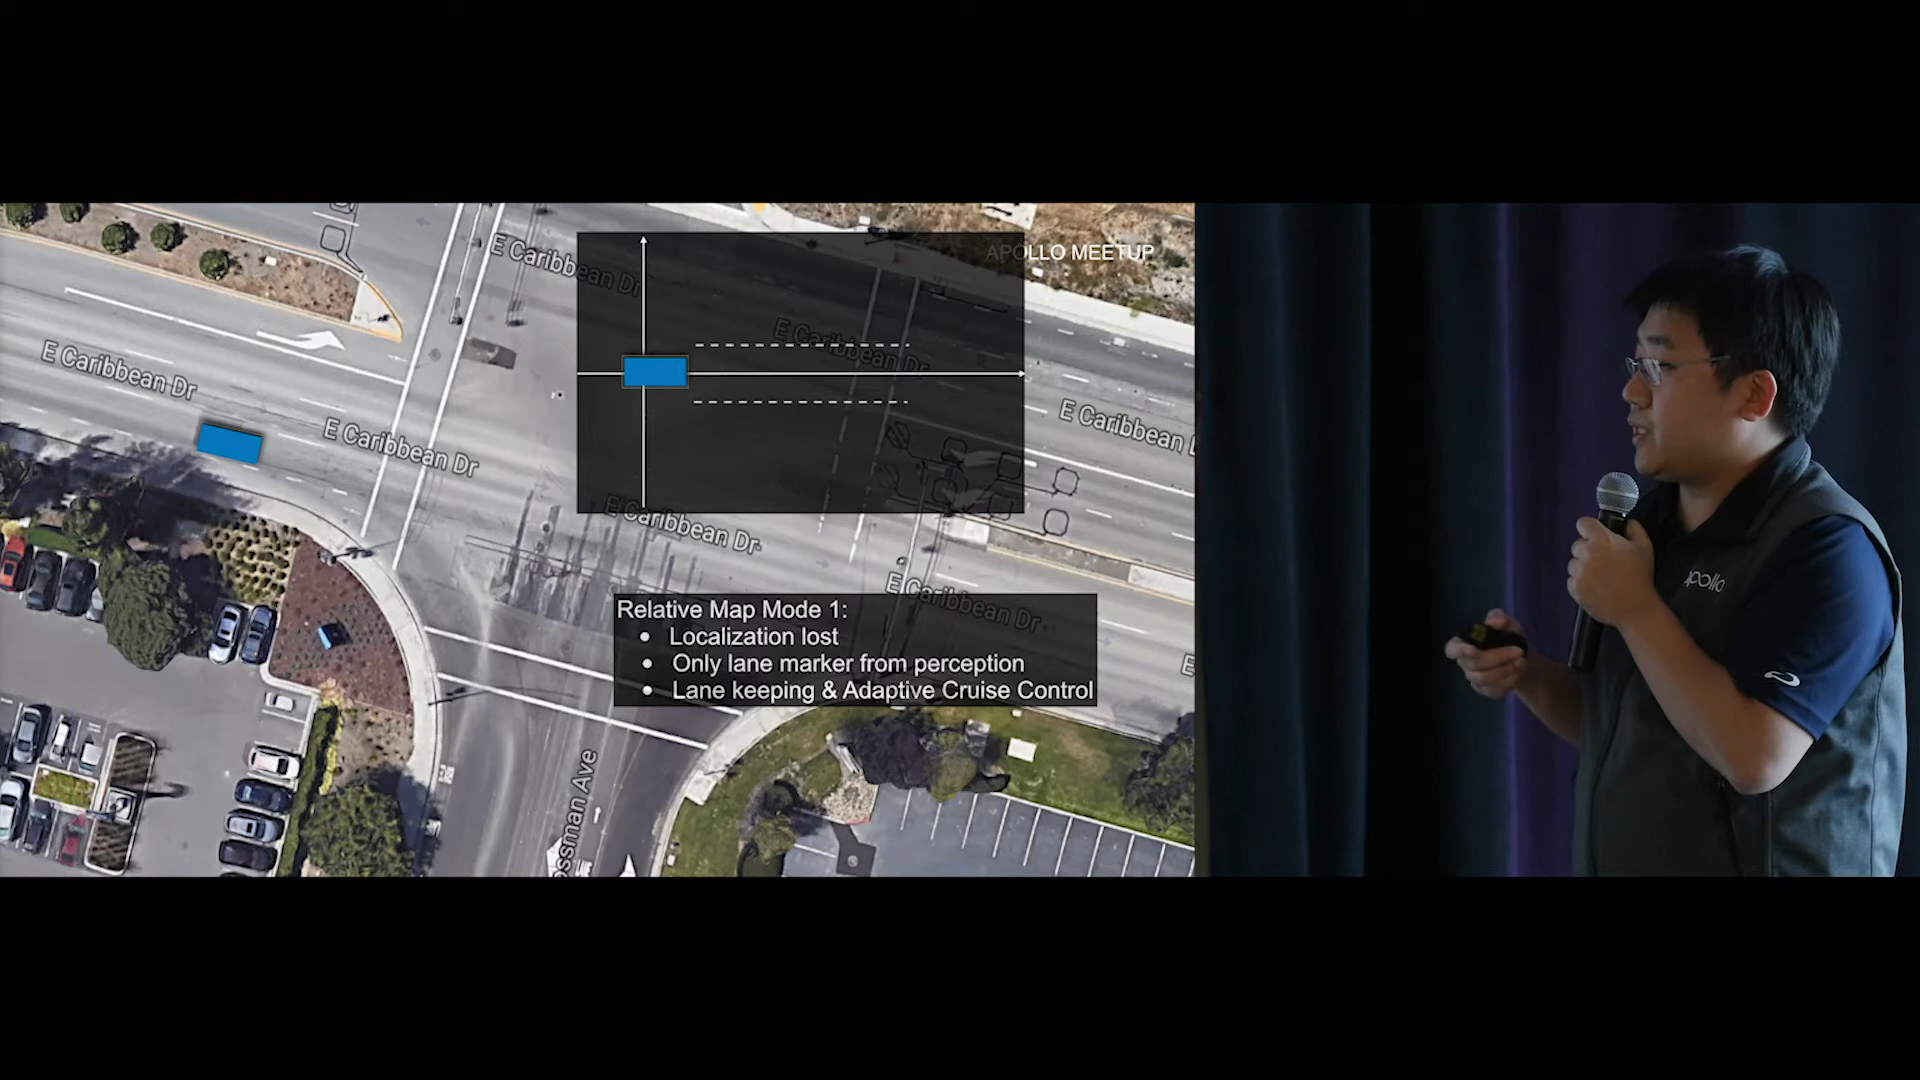 E Caribbean Dr
APOLLO MEETUP
E Caribbean Dr
E Caribbean Dr
E Caribbean
E Caribbean Dr
E Caribbean Dr
E Caribbean Dr
Relative Map Mode 1:
● Localization lost
● Only lane marker from perception
● Lane keeping & Adaptive Cruise Control
E
apollo
ossman Ave